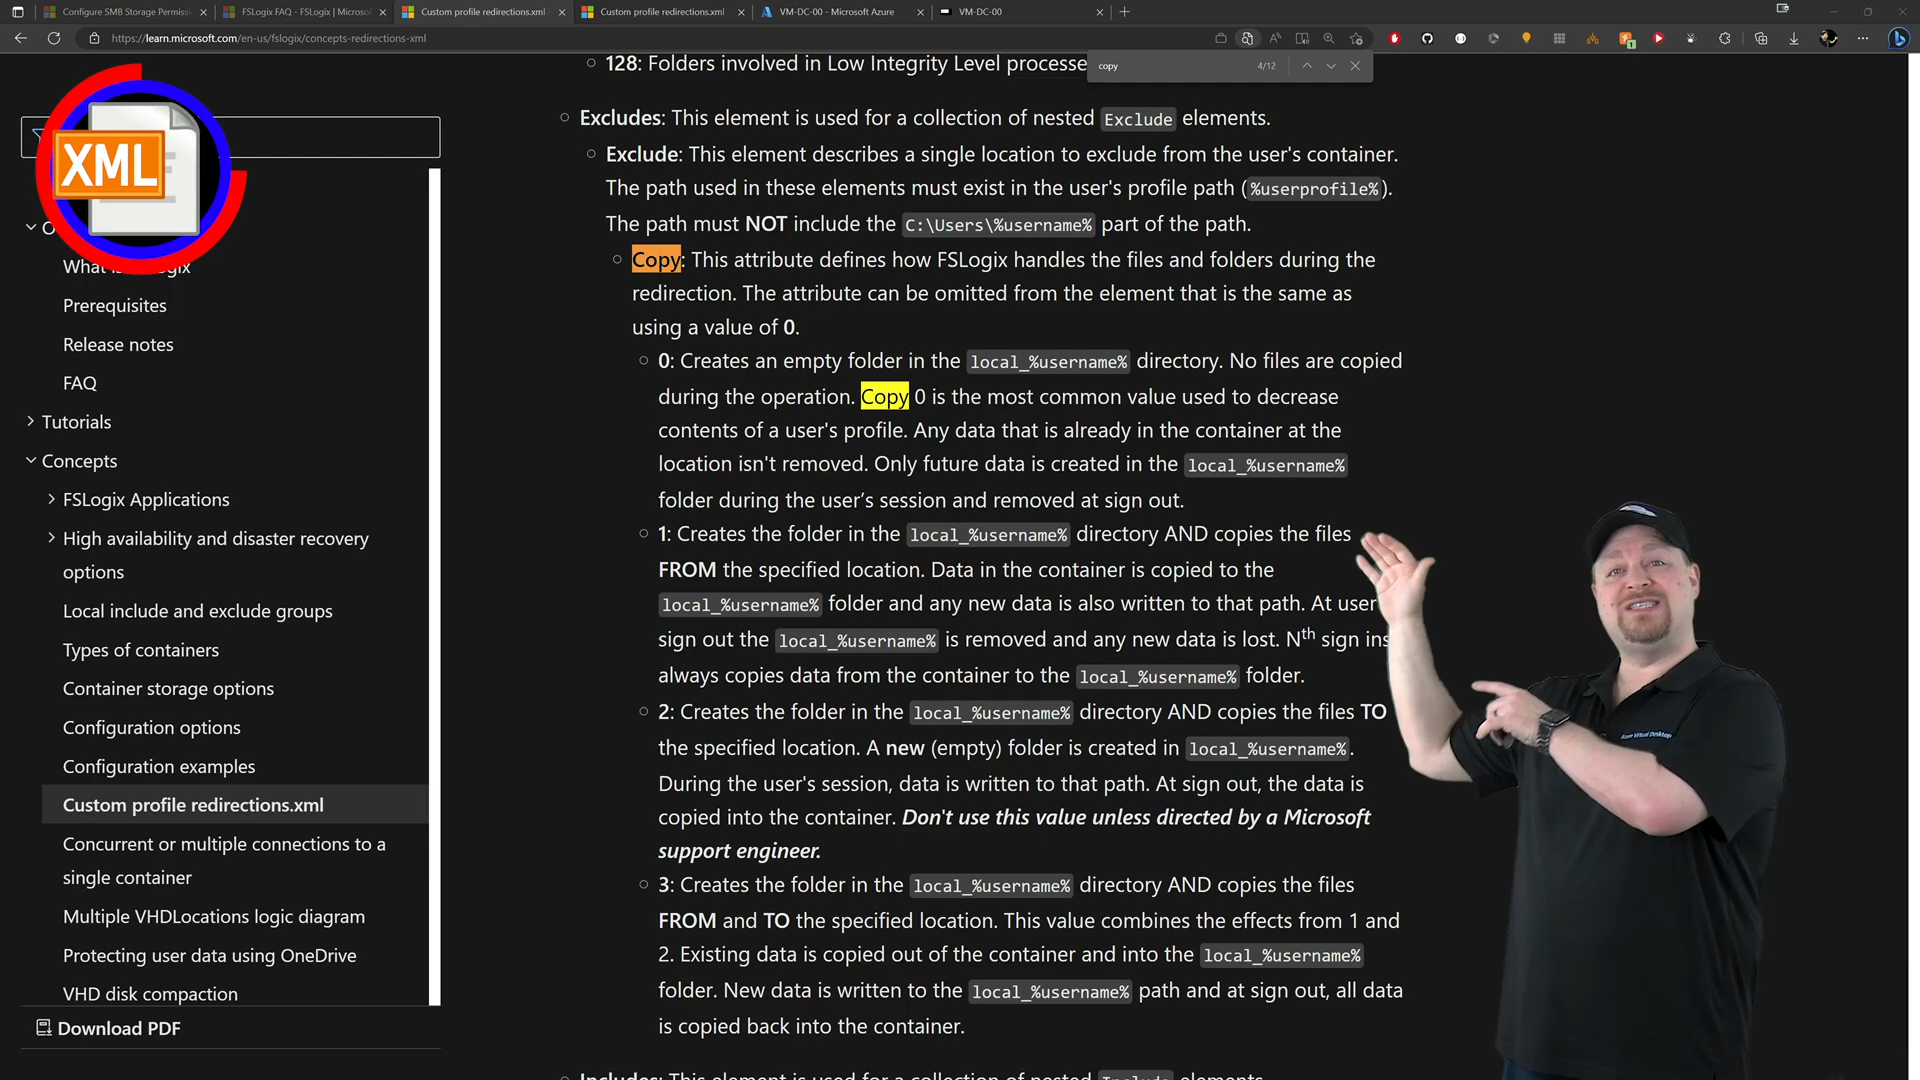 Configure SMB Storage Permissi
FSLogix FAQ - FSLogix | Microso
Custom profile redirections.xml -
Custom profile redirections.xml
VM-DC-00 - Microsoft Azure
VM-DC-00
https://learn.microsoft.com/en-us/fslogix/concepts-redirections-xml
copy
4/12
XML
What is
Prerequisites
Release notes
FAQ
Tutorials
Concepts
FSLogix Applications
High availability and disaster recovery
options
Local include and exclude groups
Types of containers
Container storage options
Configuration options
Configuration examples
Custom profile redirections.xml
Concurrent or multiple connections to a
single container
Multiple VHDLocations logic diagram
Protecting user data using OneDrive
VHD disk compaction
Download PDF
128: Folders involved in Low Integrity Level processe
Excludes: This element is used for a collection of nested Exclude elements.
Exclude: This element describes a single location to exclude from the user's container.
The path used in these elements must exist in the user's profile path (%userprofile%).
The path must NOT include the C:\Users\%username% part of the path.
Copy: This attribute defines how FSLogix handles the files and folders during the
redirection. The attribute can be omitted from the element that is the same as
using a value of 0.
0: Creates an empty folder in the local_%username% directory. No files are copied
during the operation. Copy 0 is the most common value used to decrease
contents of a user's profile. Any data that is already in the container at the
location isn't removed. Only future data is created in the local_%username%
folder during the user's session and removed at sign out.
1: Creates the folder in the local_%username% directory AND copies the files
FROM the specified location. Data in the container is copied to the
local_%username% folder and any new data is also written to that path. At user
sign out the local_%username% is removed and any new data is lost. Nth sign ins
always copies data from the container to the local_%username% folder.
2: Creates the folder in the local_%username% directory AND copies the files TO
the specified location. A new (empty) folder is created in local_%username%.
During the user's session, data is written to that path. At sign out, the data is
copied into the container. Don't use this value unless directed by a Microsoft
support engineer.
3: Creates the folder in the local_%username% directory AND copies the files
FROM and TO the specified location. This value combines the effects from 1 and
2. Existing data is copied out of the container and into the local_%username%
folder. New data is written to the local_%username% path and at sign out, all data
is copied back into the container.
Includes: This element is used for a collection of nested Include elements.
Azure Virtual Desktop